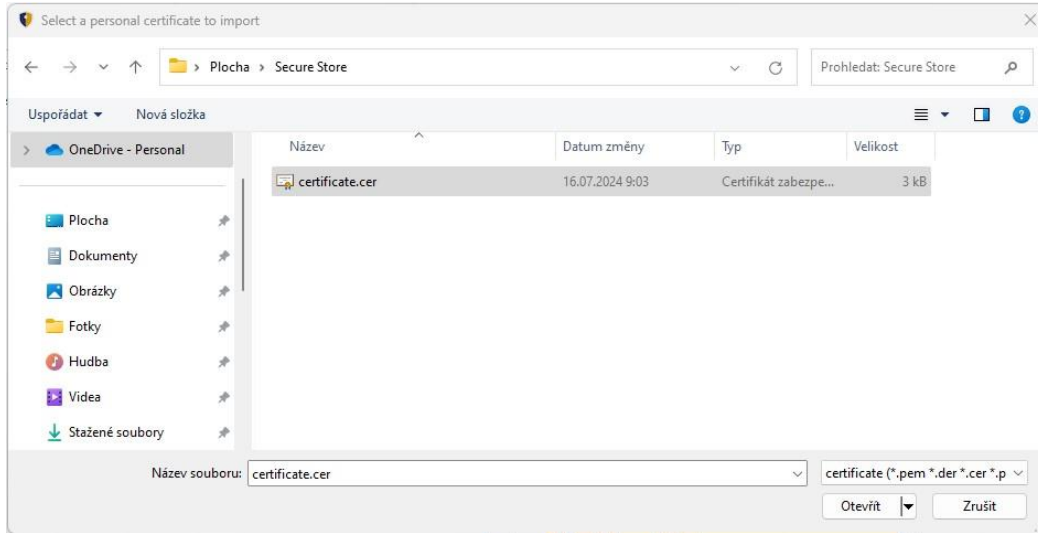 Select a personal certificate to import
Plocha > Secure Store
Prohledat: Secure Store
Uspořádat
Nová složka
OneDrive - Personal
Název
Datum změny
Typ
Velikost
certificate.cer
16.07.2024 9:03
Certifikát zabezpe...
3 kB
Plocha
Dokumenty
Obrázky
Fotky
Hudba
Videa
Stažené soubory
Název souboru:
certificate.cer
certificate (*.pem *.der *.cer *.p
Otevřít
Zrušit